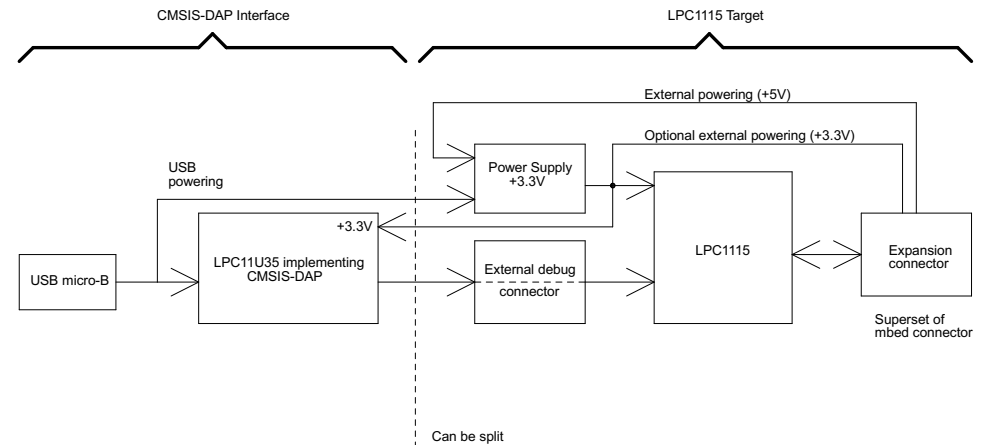 CMSIS-DAP Interface
LPC1115 Target
External powering (+5V)
Optional external powering (+3.3V)
USB
powering
Power Supply
+3.3V
+3.3V
LPC11U35 implementing
CMSIS-DAP
USB micro-B
External debug
connector
LPC1115
Expansion
connector
Superset of
mbed connector
Can be split